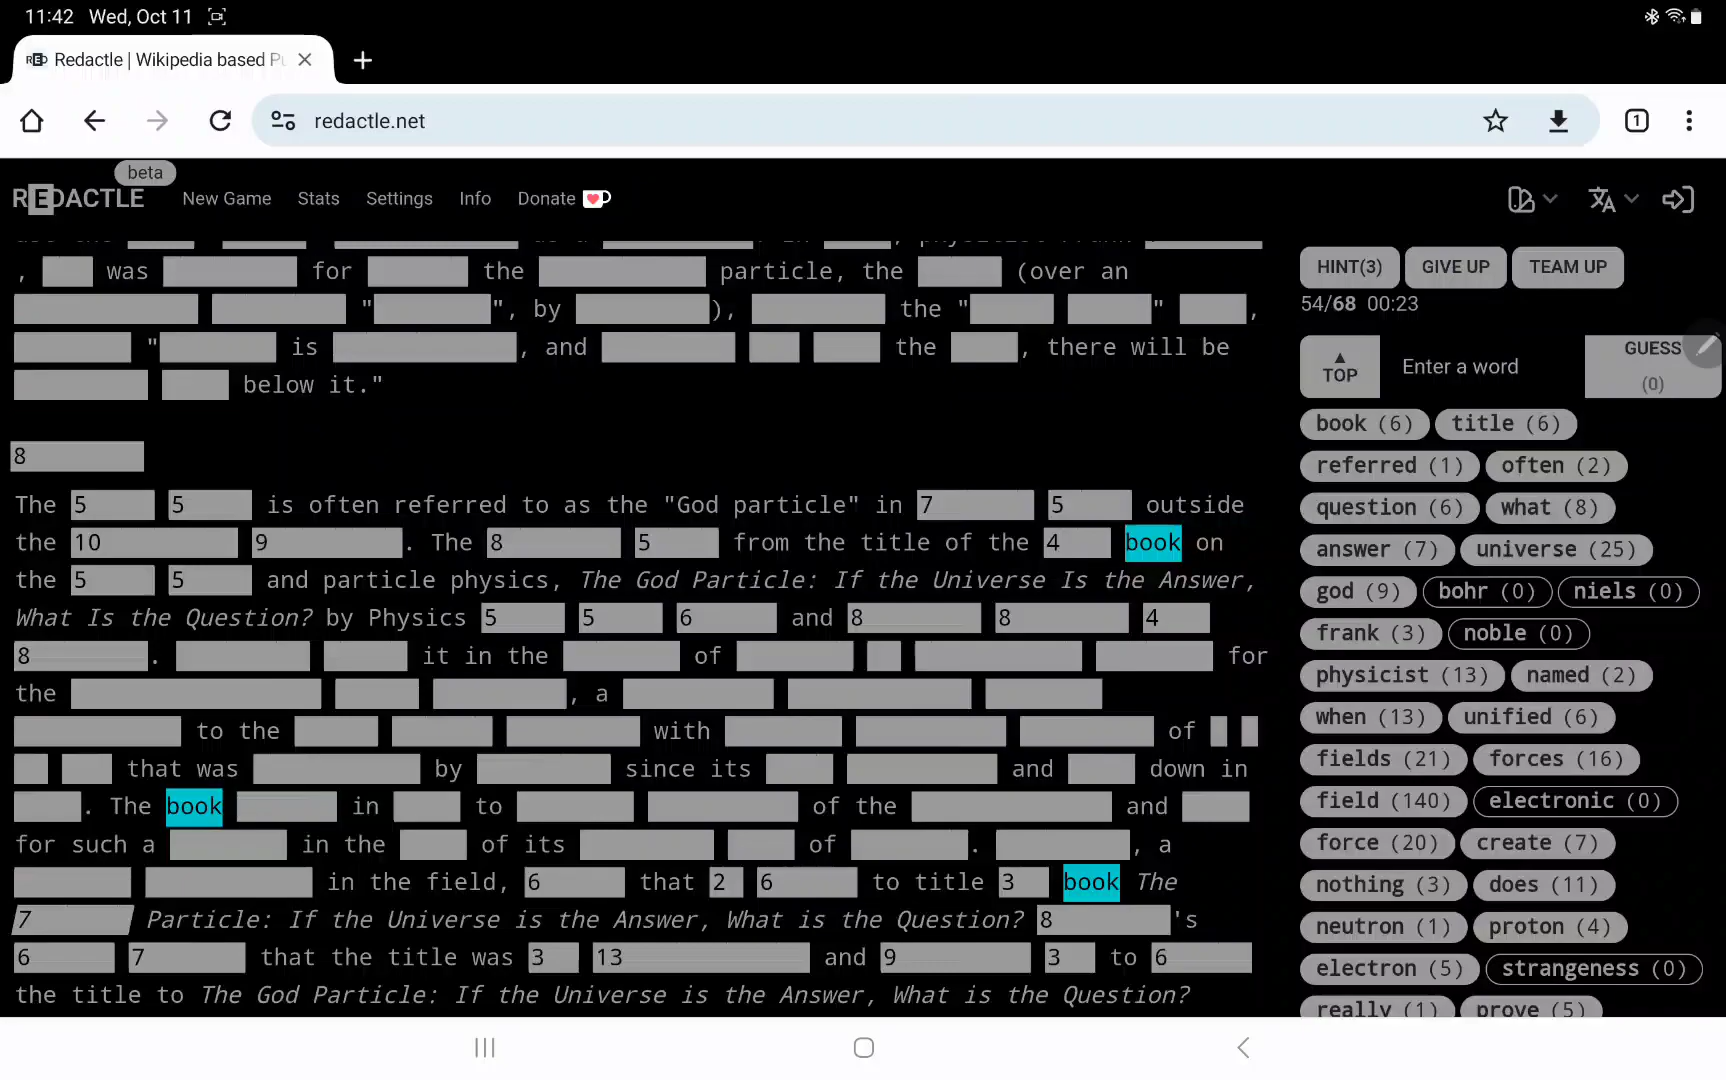 11:42 Wed, Oct 11
Redactle | Wikipedia based Pu
redactle.net
beta
REDACTLE New Game Stats Settings Info Donate
, physicist Frank
, was for the particle, the (over an
" ", by ), the " " ,
" is , and the , there will be
below it."
8
The 5 5 is often referred to as the "God particle" in 7 5 outside
the 10 9 . The 8 5 from the title of the 4 book on
the 5 5 and particle physics, The God Particle: If the Universe Is the Answer,
What Is the Question? by Physics 5 5 6 and 8 8 4
8 . it in the of for
the , a
to the with of
that was by since its and down in
. The book in to of the and
for such a in the of its of . , a
in the field, 6 that 2 6 to title 3 book The
7 Particle: If the Universe is the Answer, What is the Question? 8 's
6 7 that the title was 3 13 and 9 3 to 6
the title to The God Particle: If the Universe is the Answer, What is the Question?
HINT(3) GIVE UP TEAM UP
54/68 00:23
▲ TOP Enter a word GUESS (0)
book (6) title (6)
referred (1) often (2)
question (6) what (8)
answer (7) universe (25)
god (9) bohr (0) niels (0)
frank (3) noble (0)
physicist (13) named (2)
when (13) unified (6)
fields (21) forces (16)
field (140) electronic (0)
force (20) create (7)
nothing (3) does (11)
neutron (1) proton (4)
electron (5) strangeness (0)
really (1) prove (5)